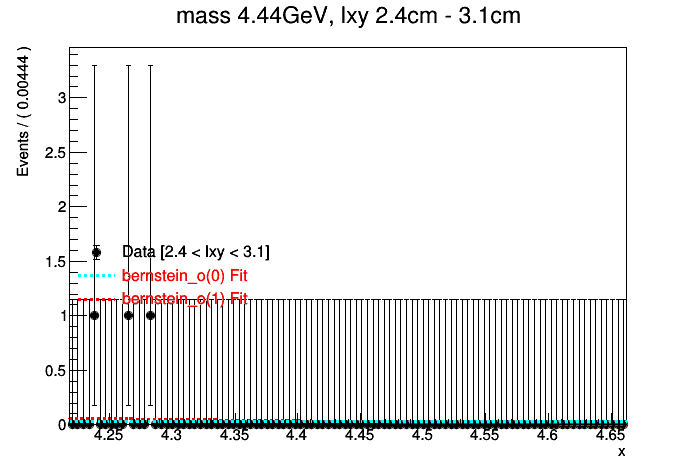 mass 4.44GeV, lxy 2.4cm - 3.1cm
Events / ( 0.00444 )
3
2.5
2
1.5
1
0.5
0
Data [2.4 < lxy < 3.1]
bernstein_o(0) Fit
bernstein_o(1) Fit
4.25 4.3 4.35 4.4 4.45 4.5 4.55 4.6 4.65
x